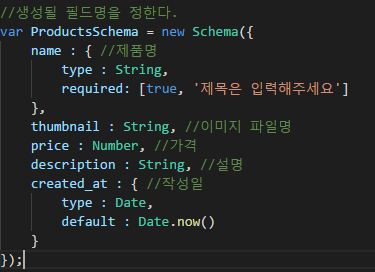 //생성될 필드명을 정한다.
var ProductsSchema = new Schema({
    name : { //제품명
        type : String,
        required: [true, '제목은 입력해주세요']
    },
    thumbnail : String, //이미지 파일명
    price : Number, //가격
    description : String, //설명
    created_at : { //작성일
        type : Date,
        default : Date.now()
    }
});